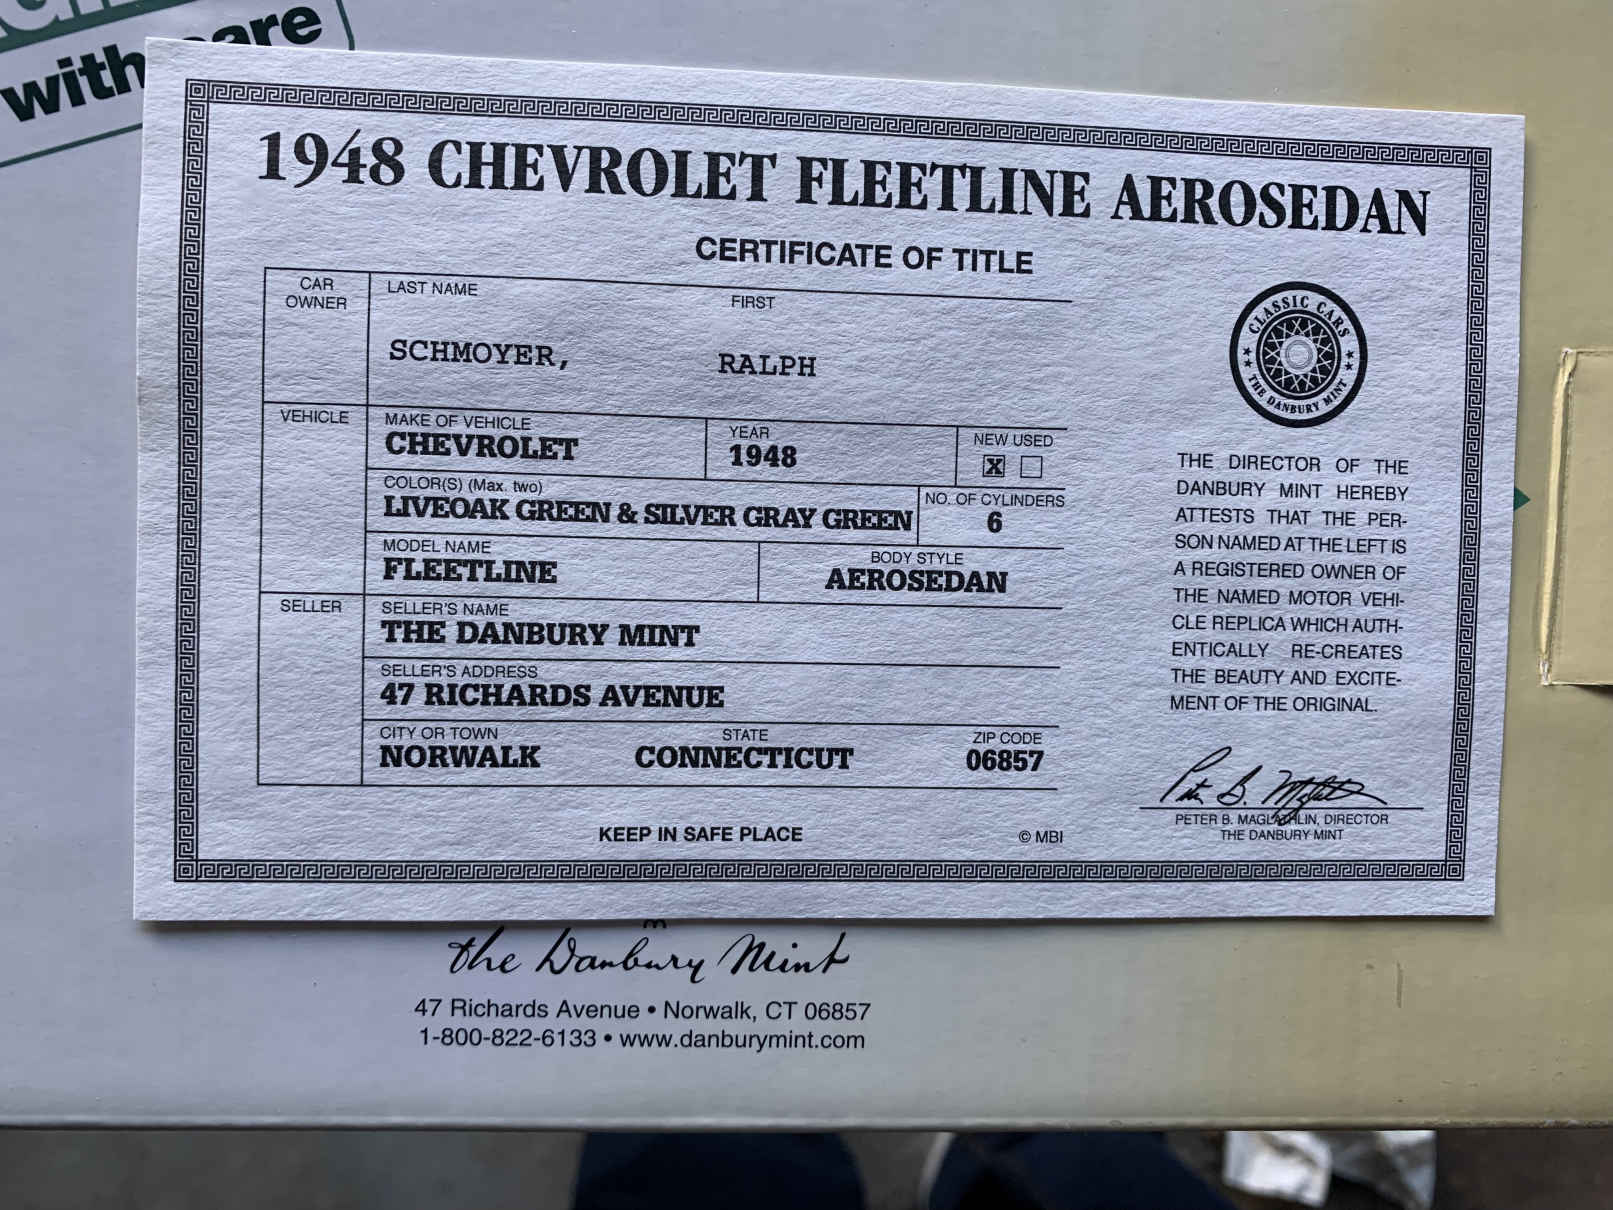 with care
1948 CHEVROLET FLEETLINE AEROSEDAN
CERTIFICATE OF TITLE
CAR OWNER
LAST NAME FIRST
SCHMOYER, RALPH
VEHICLE
MAKE OF VEHICLE
CHEVROLET
YEAR
1948
NEW USED
X
COLOR(S) (Max. two)
LIVEOAK GREEN & SILVER GRAY GREEN
NO. OF CYLINDERS
6
MODEL NAME
FLEETLINE
BODY STYLE
AEROSEDAN
SELLER
SELLER'S NAME
THE DANBURY MINT
SELLER'S ADDRESS
47 RICHARDS AVENUE
CITY OR TOWN STATE ZIP CODE
NORWALK CONNECTICUT 06857
KEEP IN SAFE PLACE
© MBI
CLASSIC CARS
THE DANBURY MINT
THE DIRECTOR OF THE
DANBURY MINT HEREBY
ATTESTS THAT THE PER-
SON NAMED AT THE LEFT IS
A REGISTERED OWNER OF
THE NAMED MOTOR VEHI-
CLE REPLICA WHICH AUTH-
ENTICALLY RE-CREATES
THE BEAUTY AND EXCITE-
MENT OF THE ORIGINAL.
PETER B. MAGLATHLIN, DIRECTOR
THE DANBURY MINT
the Danbury Mint
47 Richards Avenue • Norwalk, CT 06857
1-800-822-6133 • www.danburymint.com